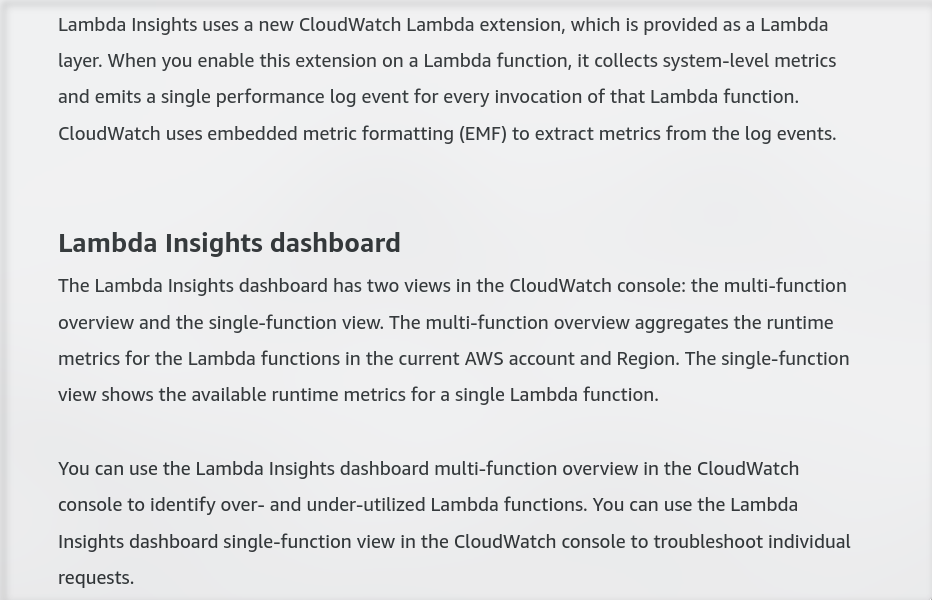 Lambda Insights uses a new CloudWatch Lambda extension, which is provided as a Lambda
layer. When you enable this extension on a Lambda function, it collects system-level metrics
and emits a single performance log event for every invocation of that Lambda function.
CloudWatch uses embedded metric formatting (EMF) to extract metrics from the log events.
Lambda Insights dashboard
The Lambda Insights dashboard has two views in the CloudWatch console: the multi-function
overview and the single-function view. The multi-function overview aggregates the runtime
metrics for the Lambda functions in the current AWS account and Region. The single-function
view shows the available runtime metrics for a single Lambda function.
You can use the Lambda Insights dashboard multi-function overview in the CloudWatch
console to identify over- and under-utilized Lambda functions. You can use the Lambda
Insights dashboard single-function view in the CloudWatch console to troubleshoot individual
requests.